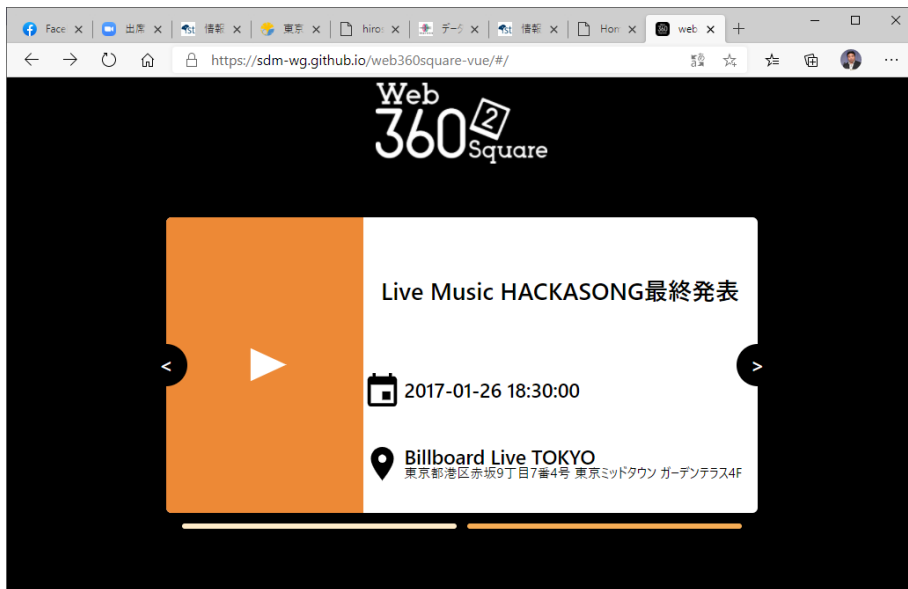 Face
出席
情報
東京
hiros
データ
情報
Hon
web
https://sdm-wg.github.io/web360square-vue/#/
Web
360
2
Square
Live Music HACKASONG最終発表
<
>
2017-01-26 18:30:00
Billboard Live TOKYO
東京都港区赤坂9丁目7番4号 東京ミッドタウン ガーデンテラス4F